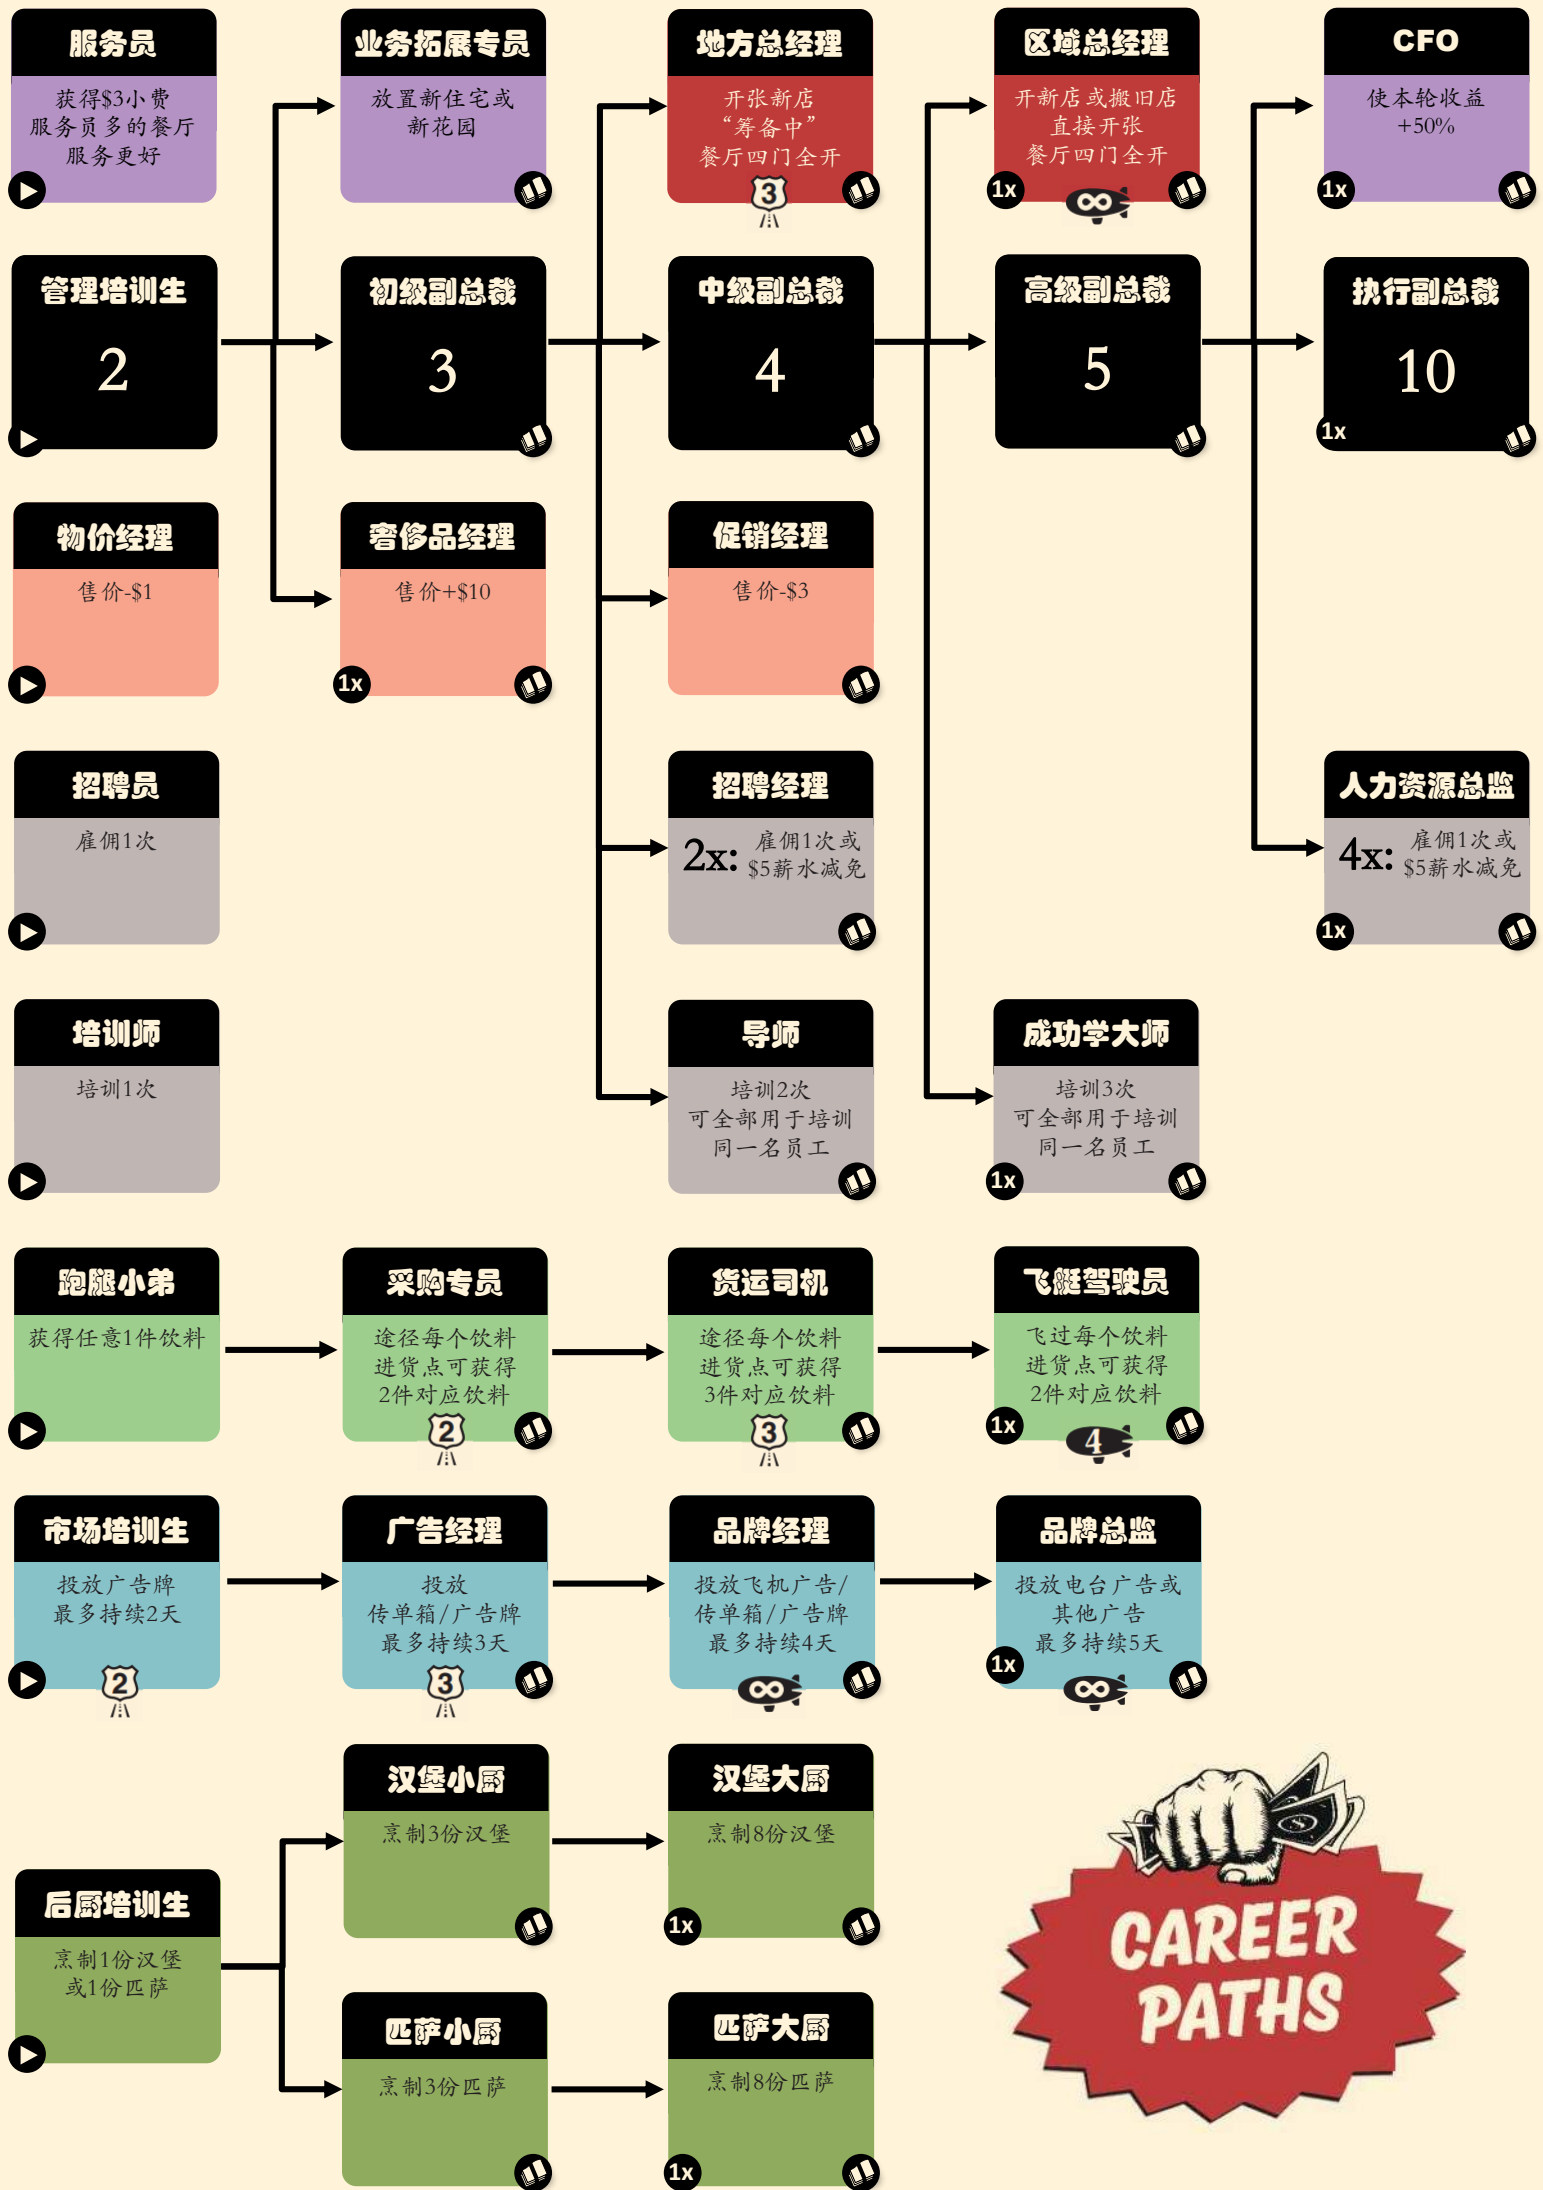 服务员
获得$3小费
服务员多的餐厅
服务更好
业务拓展专员
放置新住宅或
新花园
地方总经理
开张新店
“筹备中”
餐厅四门全开
3
区域总经理
开新店或搬旧店
直接开张
餐厅四门全开
1x
∞
CFO
使本轮收益
+50%
1x
管理培训生
2
初级副总裁
3
中级副总裁
4
高级副总裁
5
执行副总裁
10
1x
物价经理
售价-$1
奢侈品经理
售价+$10
1x
促销经理
售价-$3
招聘员
雇佣1次
招聘经理
2x: 雇佣1次或
$5薪水减免
人力资源总监
4x: 雇佣1次或
$5薪水减免
1x
培训师
培训1次
导师
培训2次
可全部用于培训
同一名员工
成功学大师
培训3次
可全部用于培训
同一名员工
1x
跑腿小弟
获得任意1件饮料
采购专员
途径每个饮料
进货点可获得
2件对应饮料
2
货运司机
途径每个饮料
进货点可获得
3件对应饮料
3
飞艇驾驶员
飞过每个饮料
进货点可获得
2件对应饮料
1x
4
市场培训生
投放广告牌
最多持续2天
2
广告经理
投放
传单箱/广告牌
最多持续3天
3
品牌经理
投放飞机广告/
传单箱/广告牌
最多持续4天
∞
品牌总监
投放电台广告或
其他广告
最多持续5天
1x
∞
后厨培训生
烹制1份汉堡
或1份匹萨
汉堡小厨
烹制3份汉堡
汉堡大厨
烹制8份汉堡
1x
匹萨小厨
烹制3份匹萨
匹萨大厨
烹制8份匹萨
1x
CAREER
PATHS